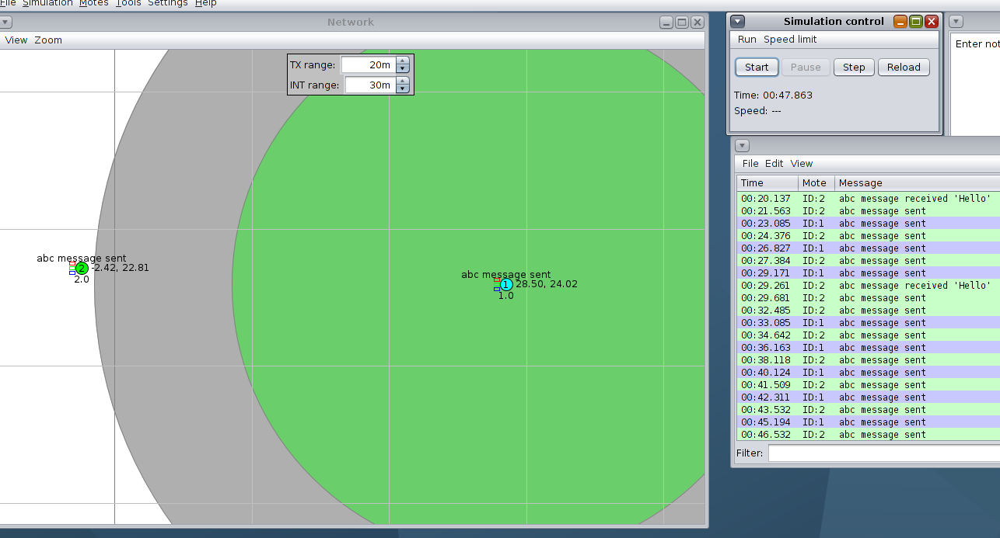 File Simulation Motes Tools Settings Help
Network
View Zoom
TX range: 20m
INT range: 30m
abc message sent
2 -2.42, 22.81
2.0
abc message sent
1 28.50, 24.02
1.0
Simulation control
Run Speed limit
Start Pause Step Reload
Time: 00:47.863
Speed: ---
Enter not
File Edit View
Time Mote Message
00:20.137 ID:2 abc message received 'Hello'
00:21.563 ID:2 abc message sent
00:23.085 ID:1 abc message sent
00:24.376 ID:2 abc message sent
00:26.827 ID:1 abc message sent
00:27.384 ID:2 abc message sent
00:29.171 ID:1 abc message sent
00:29.261 ID:2 abc message received 'Hello'
00:29.681 ID:2 abc message sent
00:32.485 ID:2 abc message sent
00:33.085 ID:1 abc message sent
00:34.642 ID:2 abc message sent
00:36.163 ID:1 abc message sent
00:38.118 ID:2 abc message sent
00:40.124 ID:1 abc message sent
00:41.509 ID:2 abc message sent
00:42.311 ID:1 abc message sent
00:43.532 ID:2 abc message sent
00:45.194 ID:1 abc message sent
00:46.532 ID:2 abc message sent
Filter: